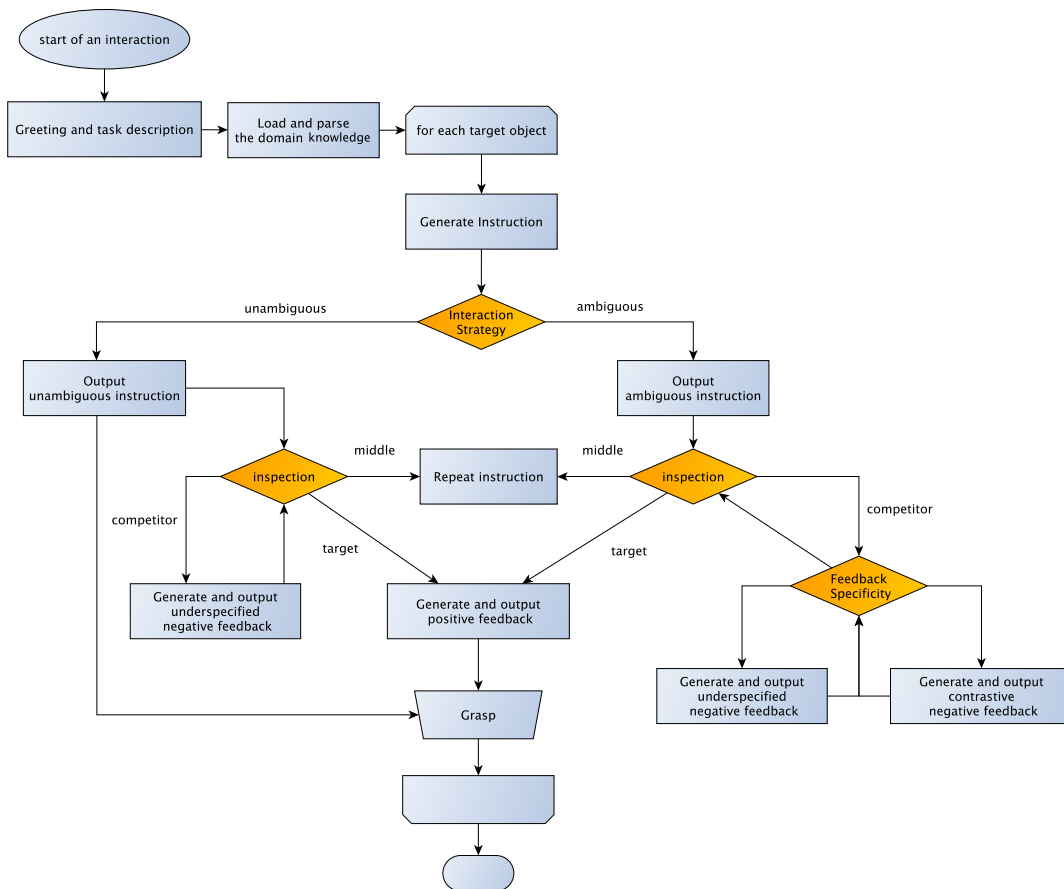 start of an interaction
Greeting and task description
Load and parse
the domain knowledge
for each target object
Generate Instruction
Interaction
Strategy
unambiguous
ambiguous
Output
unambiguous instruction
Output
ambiguous instruction
inspection
middle
Repeat instruction
middle
inspection
competitor
target
target
competitor
Generate and output
underspecified
negative feedback
Generate and output
positive feedback
Feedback
Specificity
Generate and output
underspecified
negative feedback
Generate and output
contrastive
negative feedback
Grasp